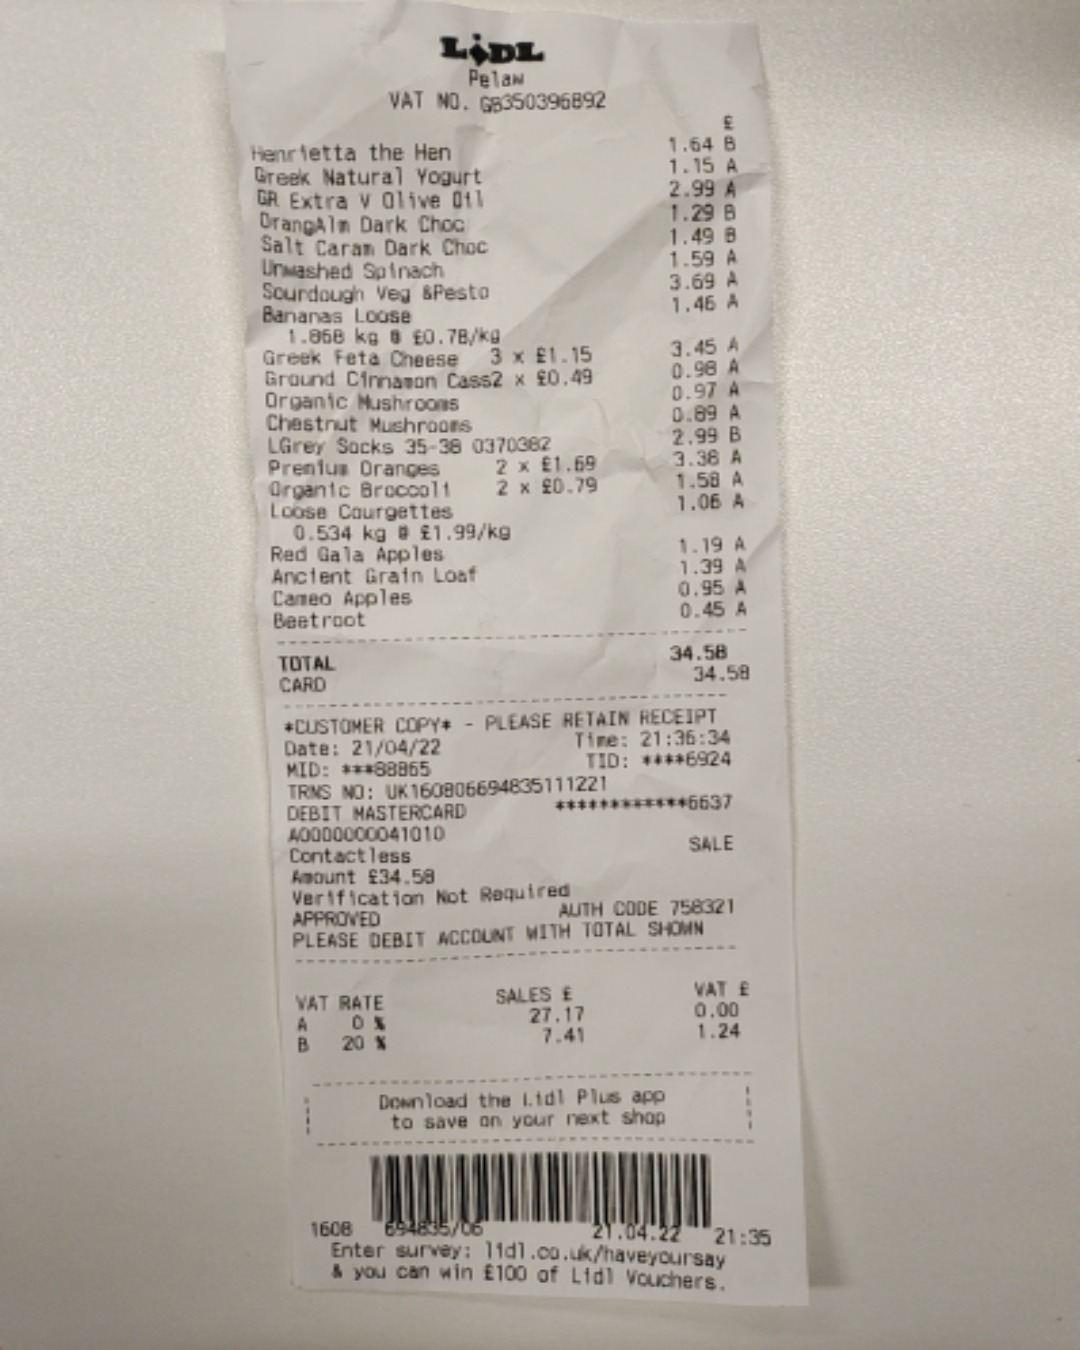 LiDL
Pelaw
VAT NO. GB350396892
£
Henrietta the Hen 1.64 B
Greek Natural Yogurt 1.15 A
GR Extra V Olive Oil 2.99 A
OrangAlm Dark Choc 1.29 B
Salt Caram Dark Choc 1.49 B
Unwashed Spinach 1.59 A
Sourdough Veg &Pesto 3.69 A
Bananas Loose 1.46 A
1.868 kg @ £0.78/kg
Greek Feta Cheese 3 x £1.15 3.45 A
Ground Cinnamon Cass2 x £0.49 0.98 A
Organic Mushrooms 0.97 A
Chestnut Mushrooms 0.89 A
LGrey Socks 35-38 0370382 2.99 B
Premium Oranges 2 x £1.69 3.38 A
Organic Broccoli 2 x £0.79 1.58 A
Loose Courgettes 1.06 A
0.534 kg @ £1.99/kg
Red Gala Apples 1.19 A
Ancient Grain Loaf 1.39 A
Cameo Apples 0.95 A
Beetroot 0.45 A
TOTAL 34.58
CARD 34.58
*CUSTOMER COPY* - PLEASE RETAIN RECEIPT
Date: 21/04/22 Time: 21:36:34
MID: ***88865 TID: ****6924
TRNS NO: UK160806694835111221
DEBIT MASTERCARD ************6637
A0000000041010
Contactless SALE
Amount £34.58
Verification Not Required
APPROVED AUTH CODE 758321
PLEASE DEBIT ACCOUNT WITH TOTAL SHOWN
VAT RATE SALES £ VAT £
A 0 % 27.17 0.00
B 20 % 7.41 1.24
Download the Lidl Plus app
to save on your next shop
1608 694835/06 21.04.22 21:35
Enter survey: lidl.co.uk/haveyoursay
& you can win £100 of Lidl Vouchers.